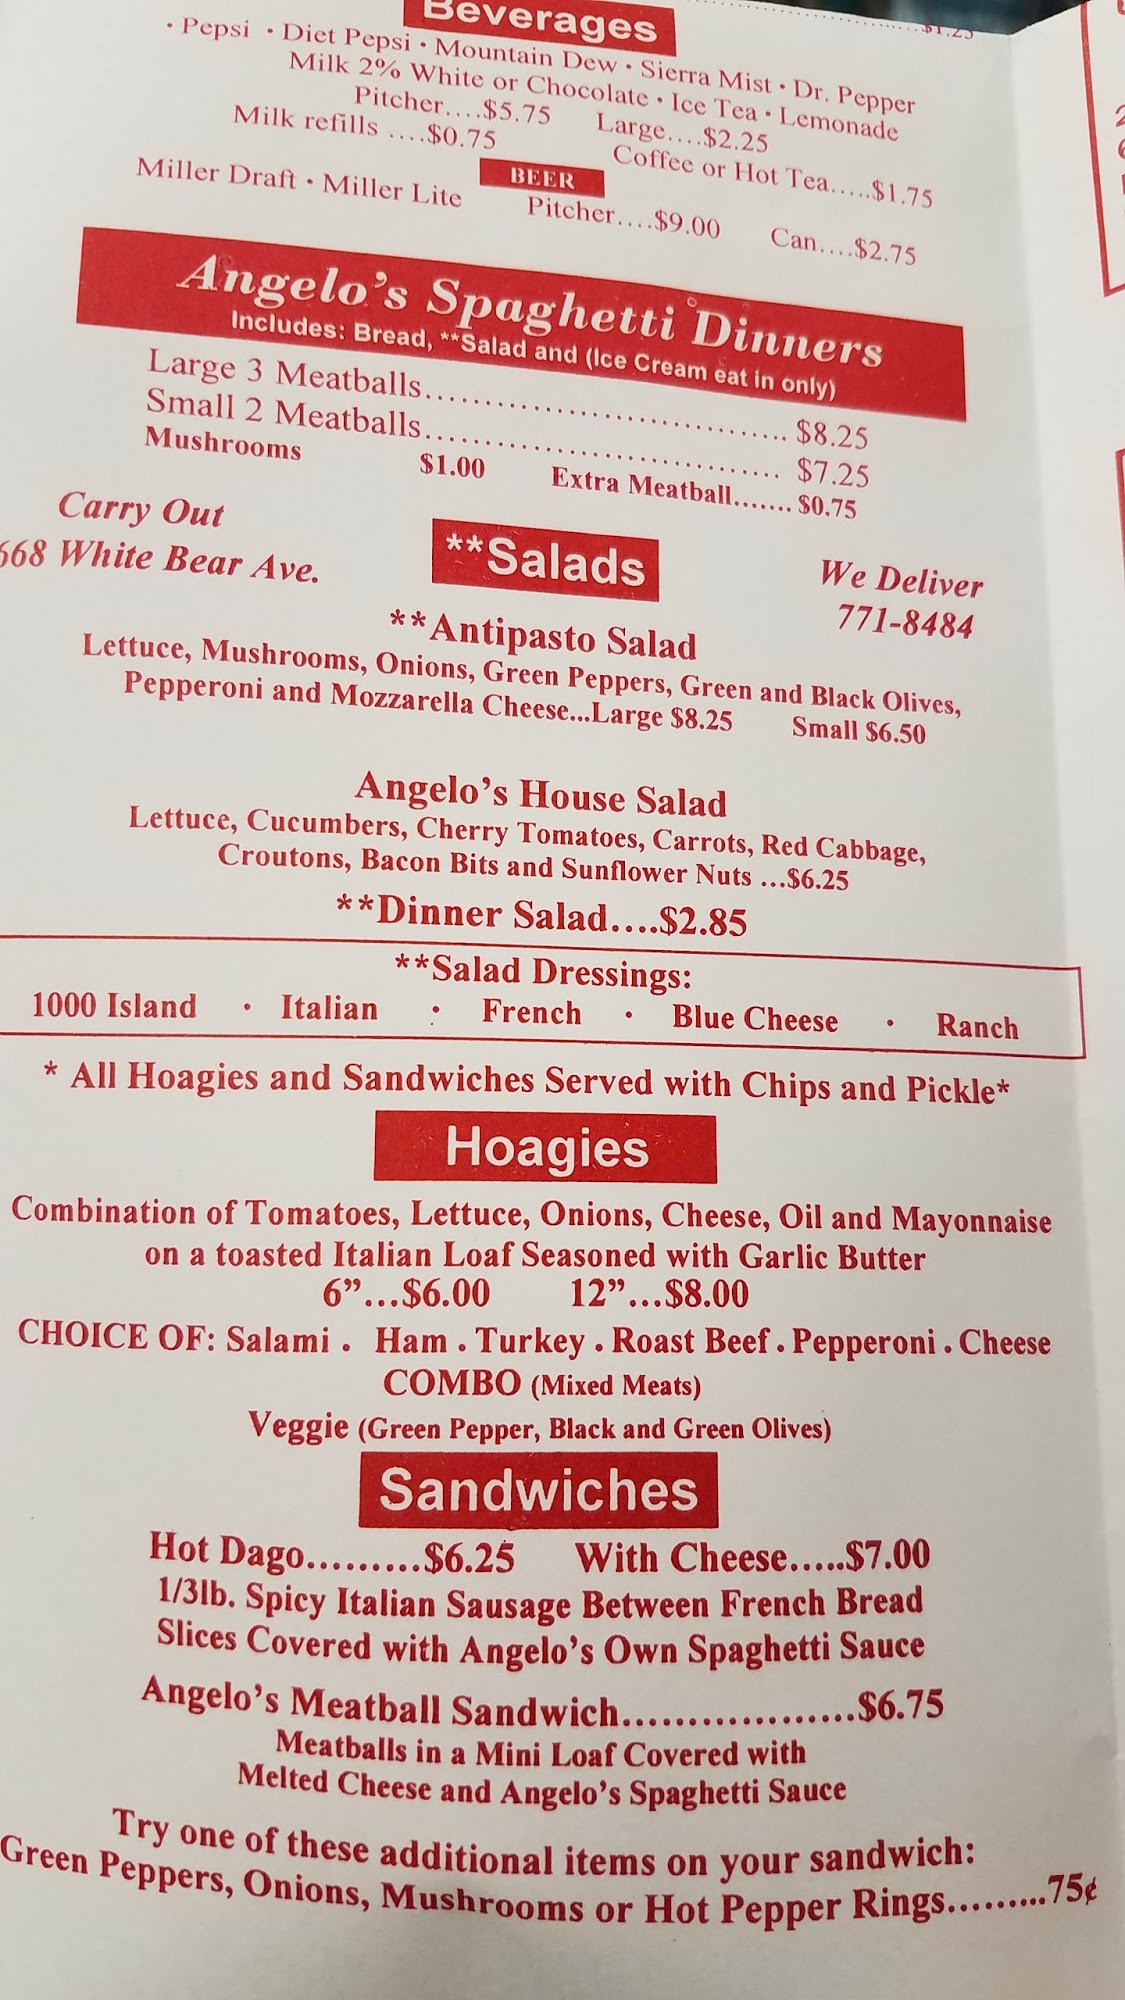 $1.25
Beverages
• Pepsi • Diet Pepsi • Mountain Dew • Sierra Mist • Dr. Pepper
Milk 2% White or Chocolate • Ice Tea • Lemonade
Pitcher....$5.75 Large....$2.25
Milk refills ....$0.75 Coffee or Hot Tea.....$1.75
BEER
Miller Draft • Miller Lite Pitcher....$9.00 Can....$2.75
Angelo's Spaghetti Dinners
Includes: Bread, **Salad and (Ice Cream eat in only)
Large 3 Meatballs.................................... $8.25
Small 2 Meatballs.................................... $7.25
Mushrooms $1.00 Extra Meatball....... $0.75
Carry Out
668 White Bear Ave.
**Salads
We Deliver
771-8484
**Antipasto Salad
Lettuce, Mushrooms, Onions, Green Peppers, Green and Black Olives,
Pepperoni and Mozzarella Cheese...Large $8.25 Small $6.50
Angelo's House Salad
Lettuce, Cucumbers, Cherry Tomatoes, Carrots, Red Cabbage,
Croutons, Bacon Bits and Sunflower Nuts ...$6.25
**Dinner Salad....$2.85
**Salad Dressings:
1000 Island • Italian • French • Blue Cheese • Ranch
* All Hoagies and Sandwiches Served with Chips and Pickle*
Hoagies
Combination of Tomatoes, Lettuce, Onions, Cheese, Oil and Mayonnaise
on a toasted Italian Loaf Seasoned with Garlic Butter
6”...$6.00 12”...$8.00
CHOICE OF: Salami . Ham . Turkey . Roast Beef . Pepperoni . Cheese
COMBO (Mixed Meats)
Veggie (Green Pepper, Black and Green Olives)
Sandwiches
Hot Dago.........$6.25 With Cheese.....$7.00
1/3lb. Spicy Italian Sausage Between French Bread
Slices Covered with Angelo's Own Spaghetti Sauce
Angelo's Meatball Sandwich..................$6.75
Meatballs in a Mini Loaf Covered with
Melted Cheese and Angelo's Spaghetti Sauce
Try one of these additional items on your sandwich:
Green Peppers, Onions, Mushrooms or Hot Pepper Rings.........75¢